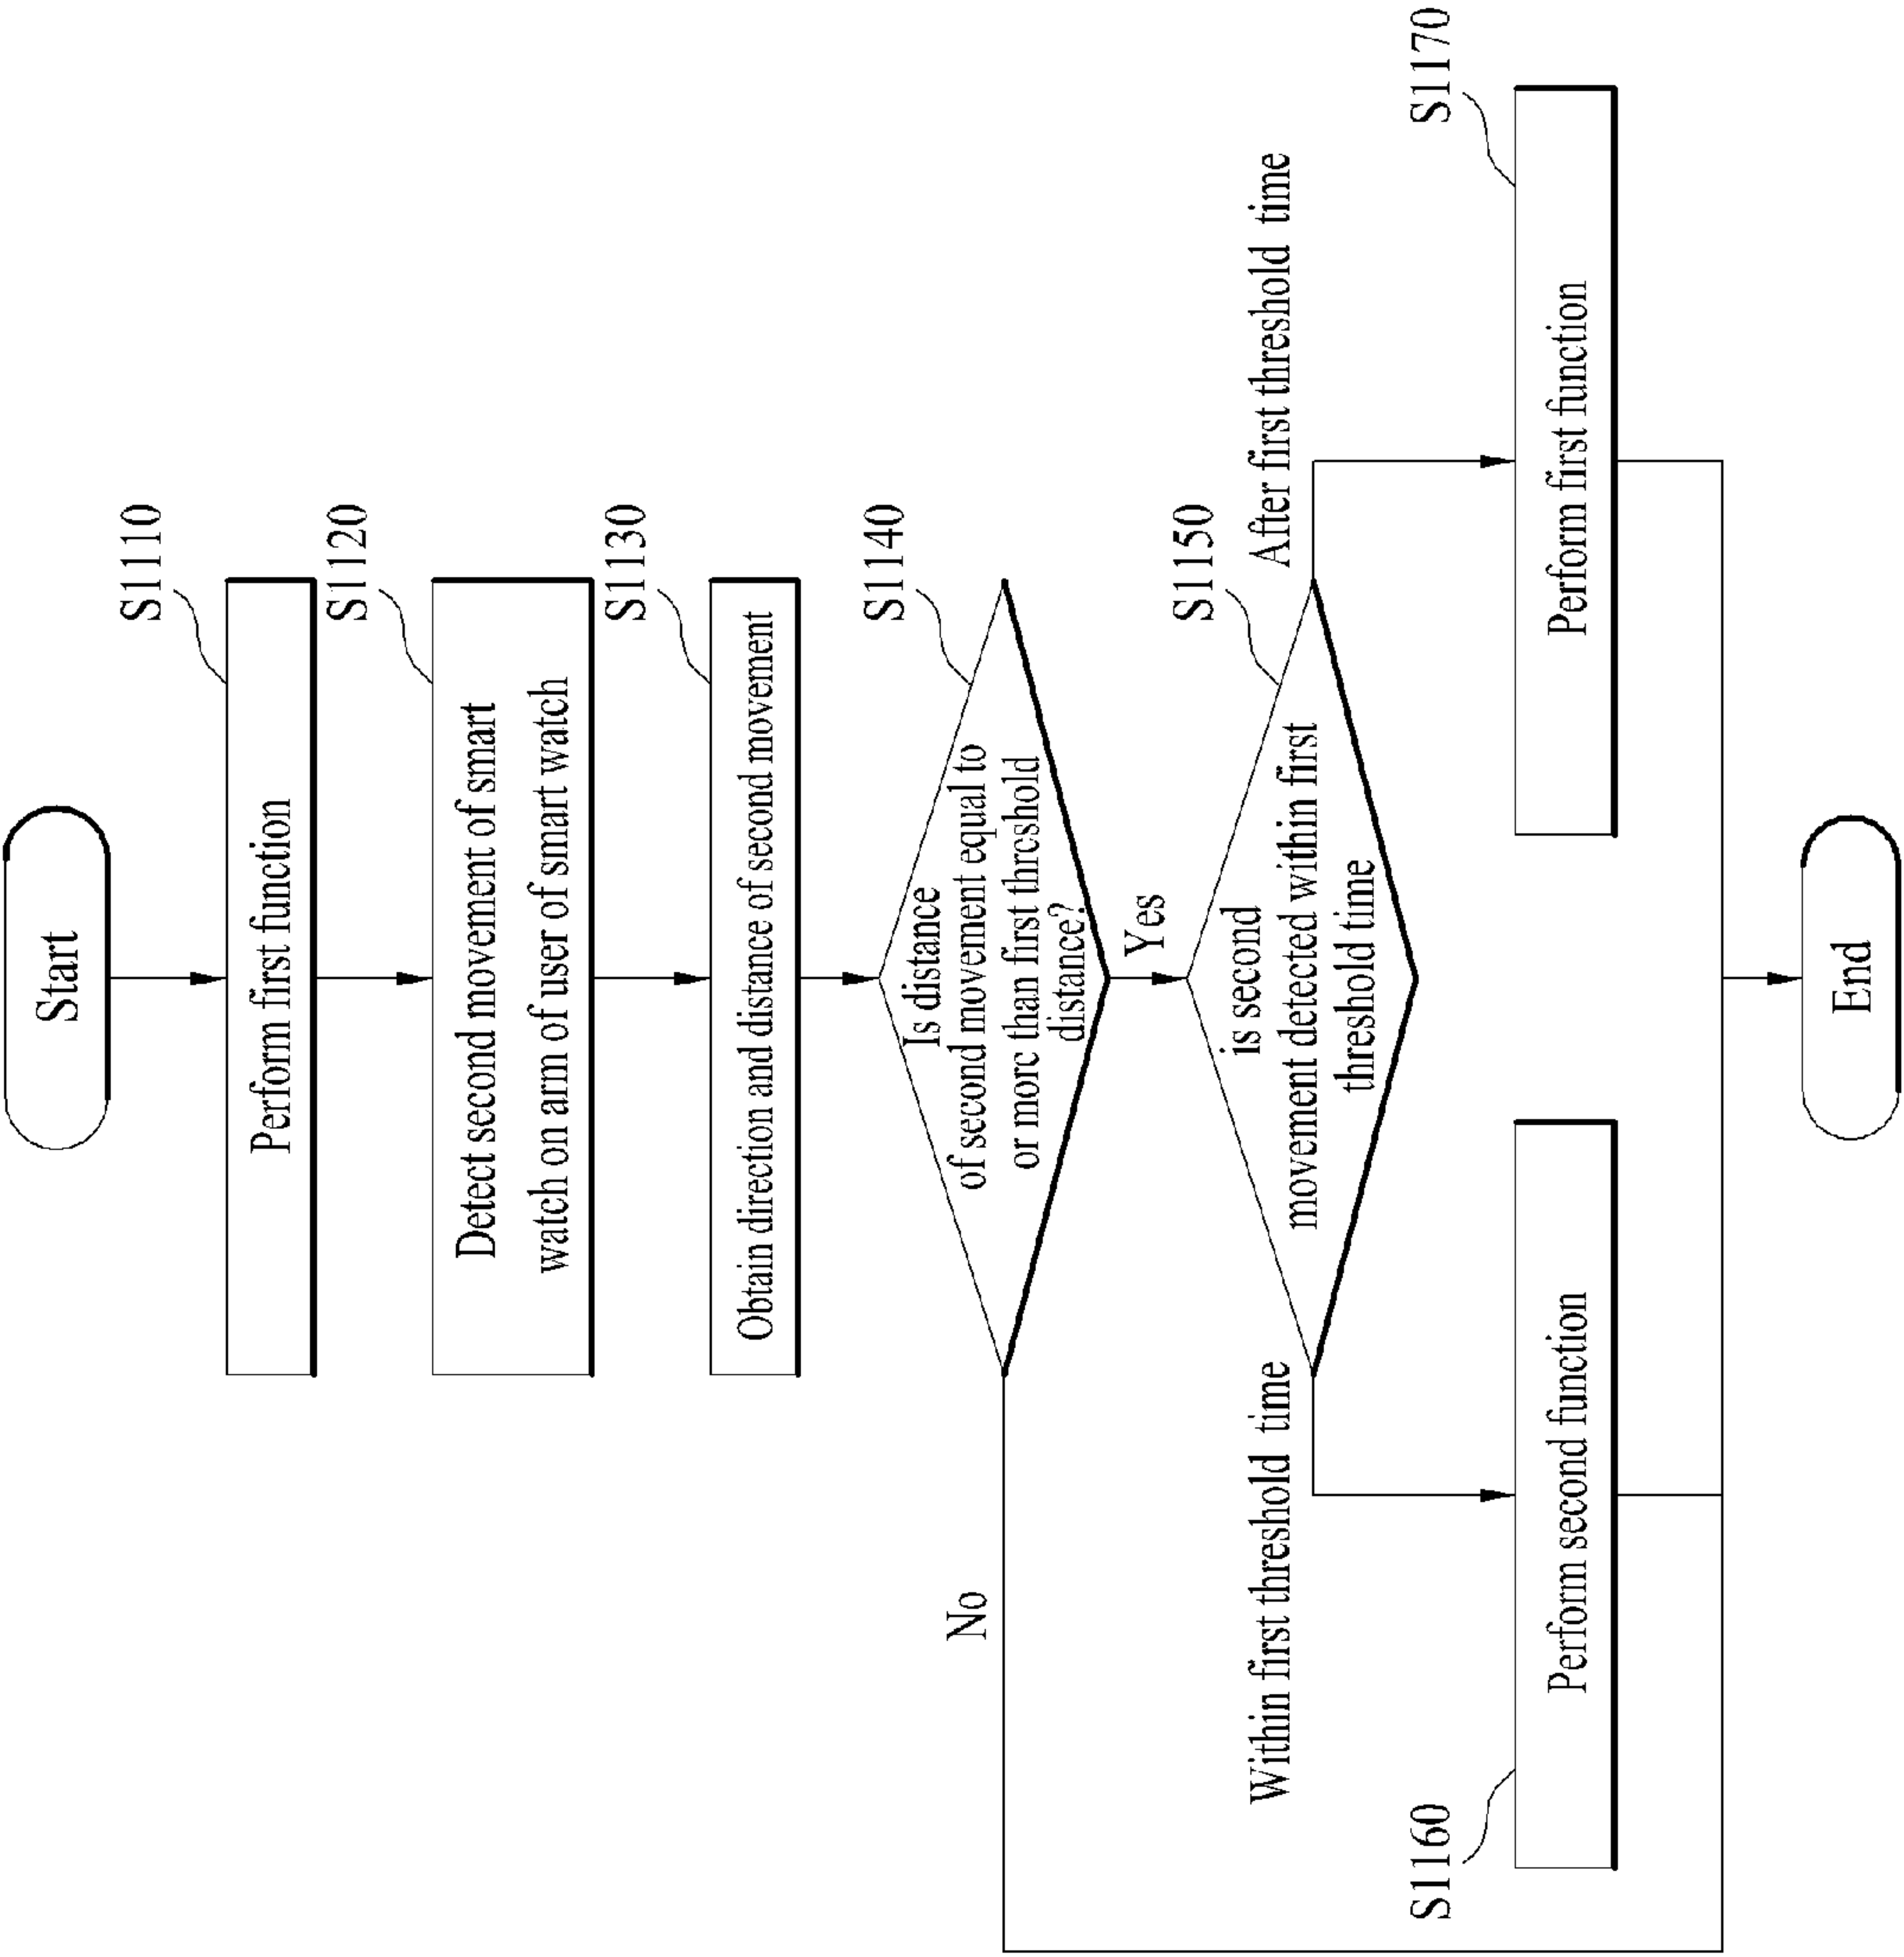 Start
S1110
Perform first function
S1120
Detect second movement of smart
watch on arm of user of smart watch
S1130
Obtain direction and distance of second movement
S1140
Is distance
of second movement equal to
or more than first threshold
distance?
No
Yes
S1150
is second
movement detected within first
threshold time
Within first threshold time
After first threshold time
S1160
Perform second function
S1170
Perform first function
End